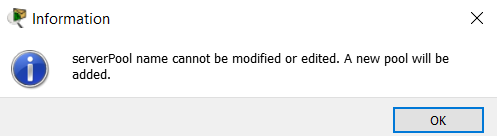 Information
serverPool name cannot be modified or edited. A new pool will be
added.
OK